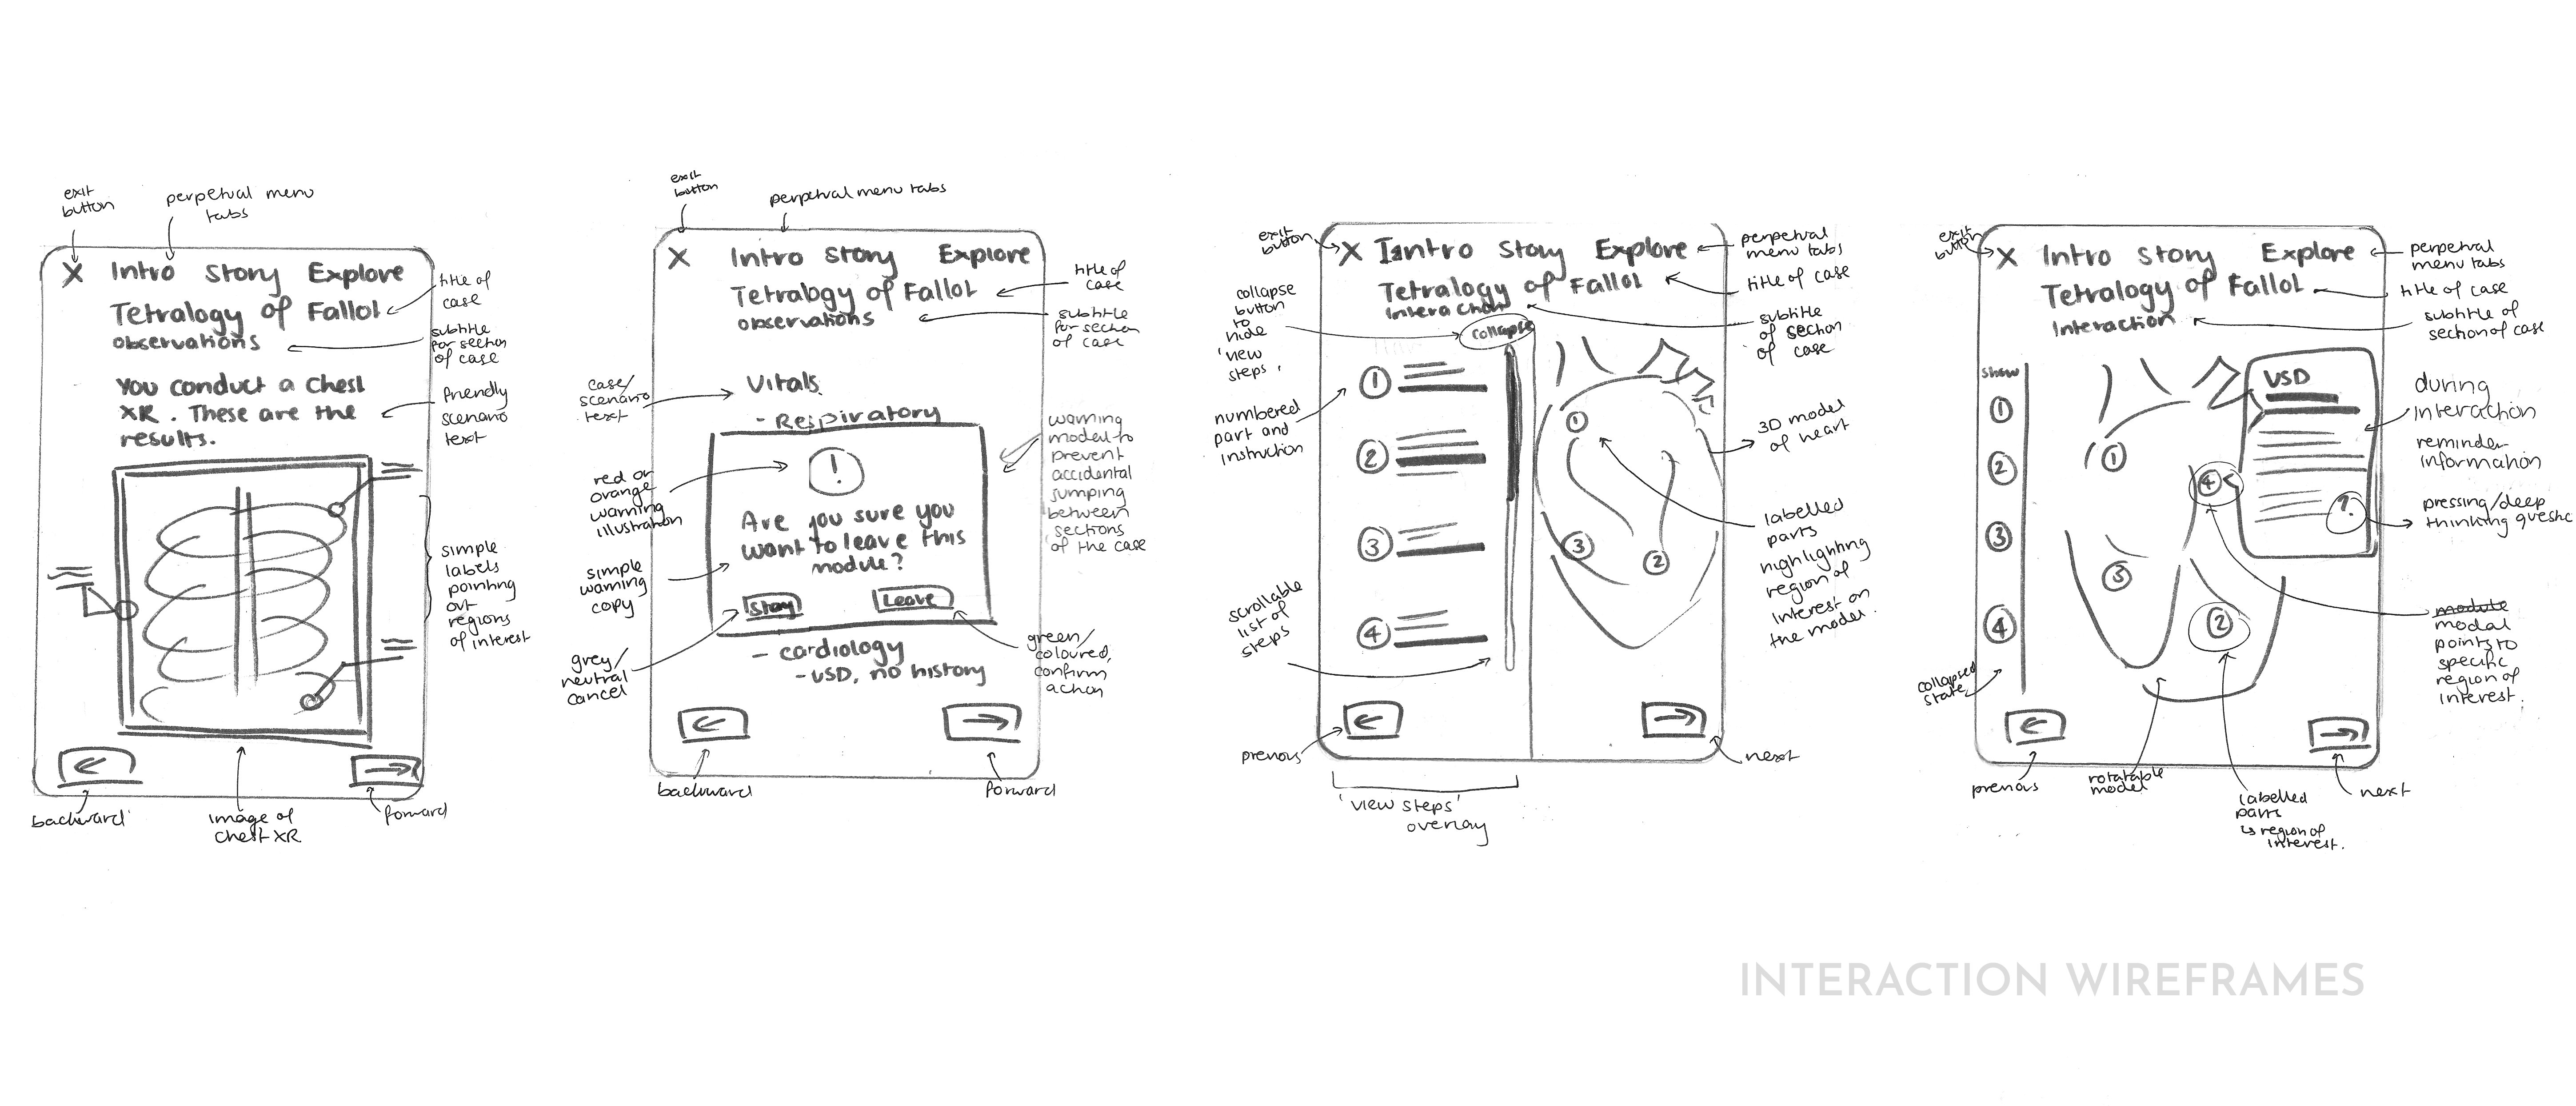 exit
button
perpetual menu
tabs
X Intro Story Explore
Tetralogy of Fallot
observations
title of
case
subtitle
for section
of case
You conduct a Chest
XR. These are the
results.
friendly
scenario
text
simple
labels
pointing
out
regions
of interest
backward
image of
chest XR
forward
exit
button
perpetual menu tabs
X Intro Story Explore
Tetralogy of Fallot
observations
title of
case
subtitle
for section
of case
case/
scenario
text
Vitals
- Respiratory
red or
orange
warning
illustration
!
Are you sure you
want to leave this
module?
Stay Leave
simple
warning
copy
warning
modal to
prevent
accidental
jumping
between
sections
of the case
grey/
neutral
cancel
- cardiology
- VSD, no history
green/
coloured,
confirm
action
backward
forward
exit
button
X Intro Story Explore
Tetralogy of Fallot
Interaction
perpetual
menu tabs
title of case
subtitle
of section
of case
collapse
button
to
hide
'view
steps'
collapse
numbered
part and
instruction
1
2
3
4
1
3
2
3D model
of heart
labelled
parts
highlighting
region of
interest on
the model.
scrollable
list of
steps
previous
next
'view steps'
overlay
exit
button
X Intro Story Explore
Tetralogy of Fallot
Interaction
perpetual
menu tabs
title of case
subtitle of
section of case
show
1
2
3
4
collapsed
state
1
4
3
2
VSD
?
during
interaction
reminder
information
pressing/deep
thinking questic
module
modal
points to
specific
region of
interest.
previous
rotatable
model
labelled
parts
↳ region of
interest.
next
INTERACTION WIREFRAMES